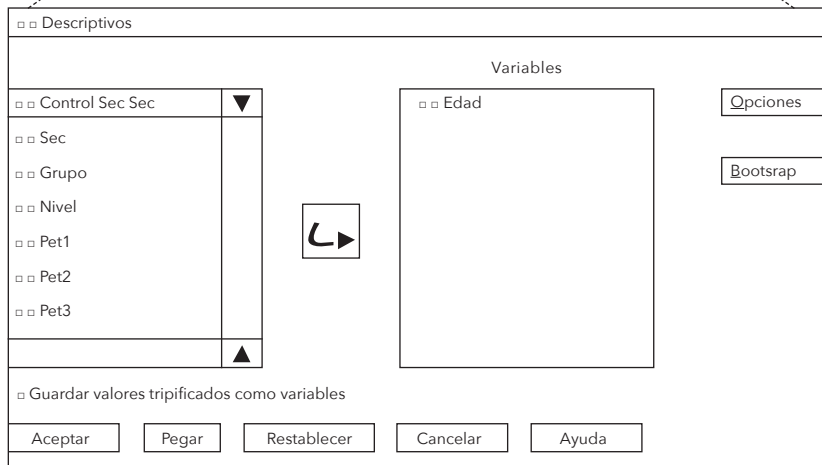 Descriptivos
Variables
Control Sec Sec
Sec
Grupo
Nivel
Pet1
Pet2
Pet3
Edad
Opciones
Bootsrap
Guardar valores tripificados como variables
Aceptar
Pegar
Restablecer
Cancelar
Ayuda